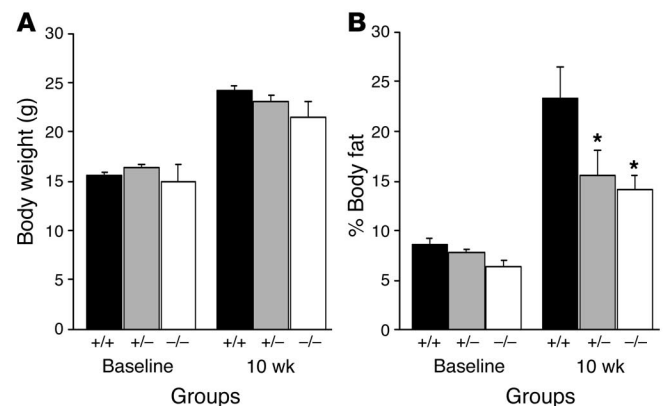 A
Body weight (g)
30
25
20
15
10
5
0
+/+ +/– –/– +/+ +/– –/–
Baseline 10 wk
Groups
B
% Body fat
30
25
20
15
10
5
0
* *
+/+ +/– –/– +/+ +/– –/–
Baseline 10 wk
Groups